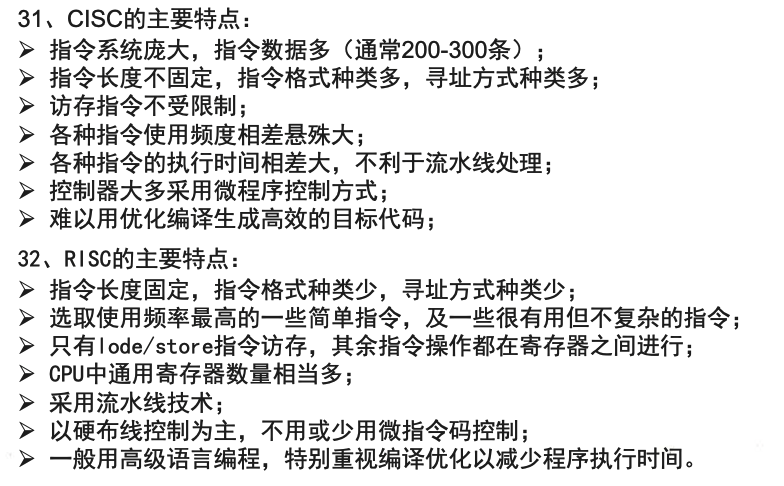 31、CISC的主要特点：
➢ 指令系统庞大，指令数据多（通常200-300条）；
➢ 指令长度不固定，指令格式种类多，寻址方式种类多；
➢ 访存指令不受限制；
➢ 各种指令使用频度相差悬殊大；
➢ 各种指令的执行时间相差大，不利于流水线处理；
➢ 控制器大多采用微程序控制方式；
➢ 难以用优化编译生成高效的目标代码；
32、RISC的主要特点：
➢ 指令长度固定，指令格式种类少，寻址方式种类少；
➢ 选取使用频率最高的一些简单指令，及一些很有用但不复杂的指令；
➢ 只有lode/store指令访存，其余指令操作都在寄存器之间进行；
➢ CPU中通用寄存器数量相当多；
➢ 采用流水线技术；
➢ 以硬布线控制为主，不用或少用微指令码控制；
➢ 一般用高级语言编程，特别重视编译优化以减少程序执行时间。